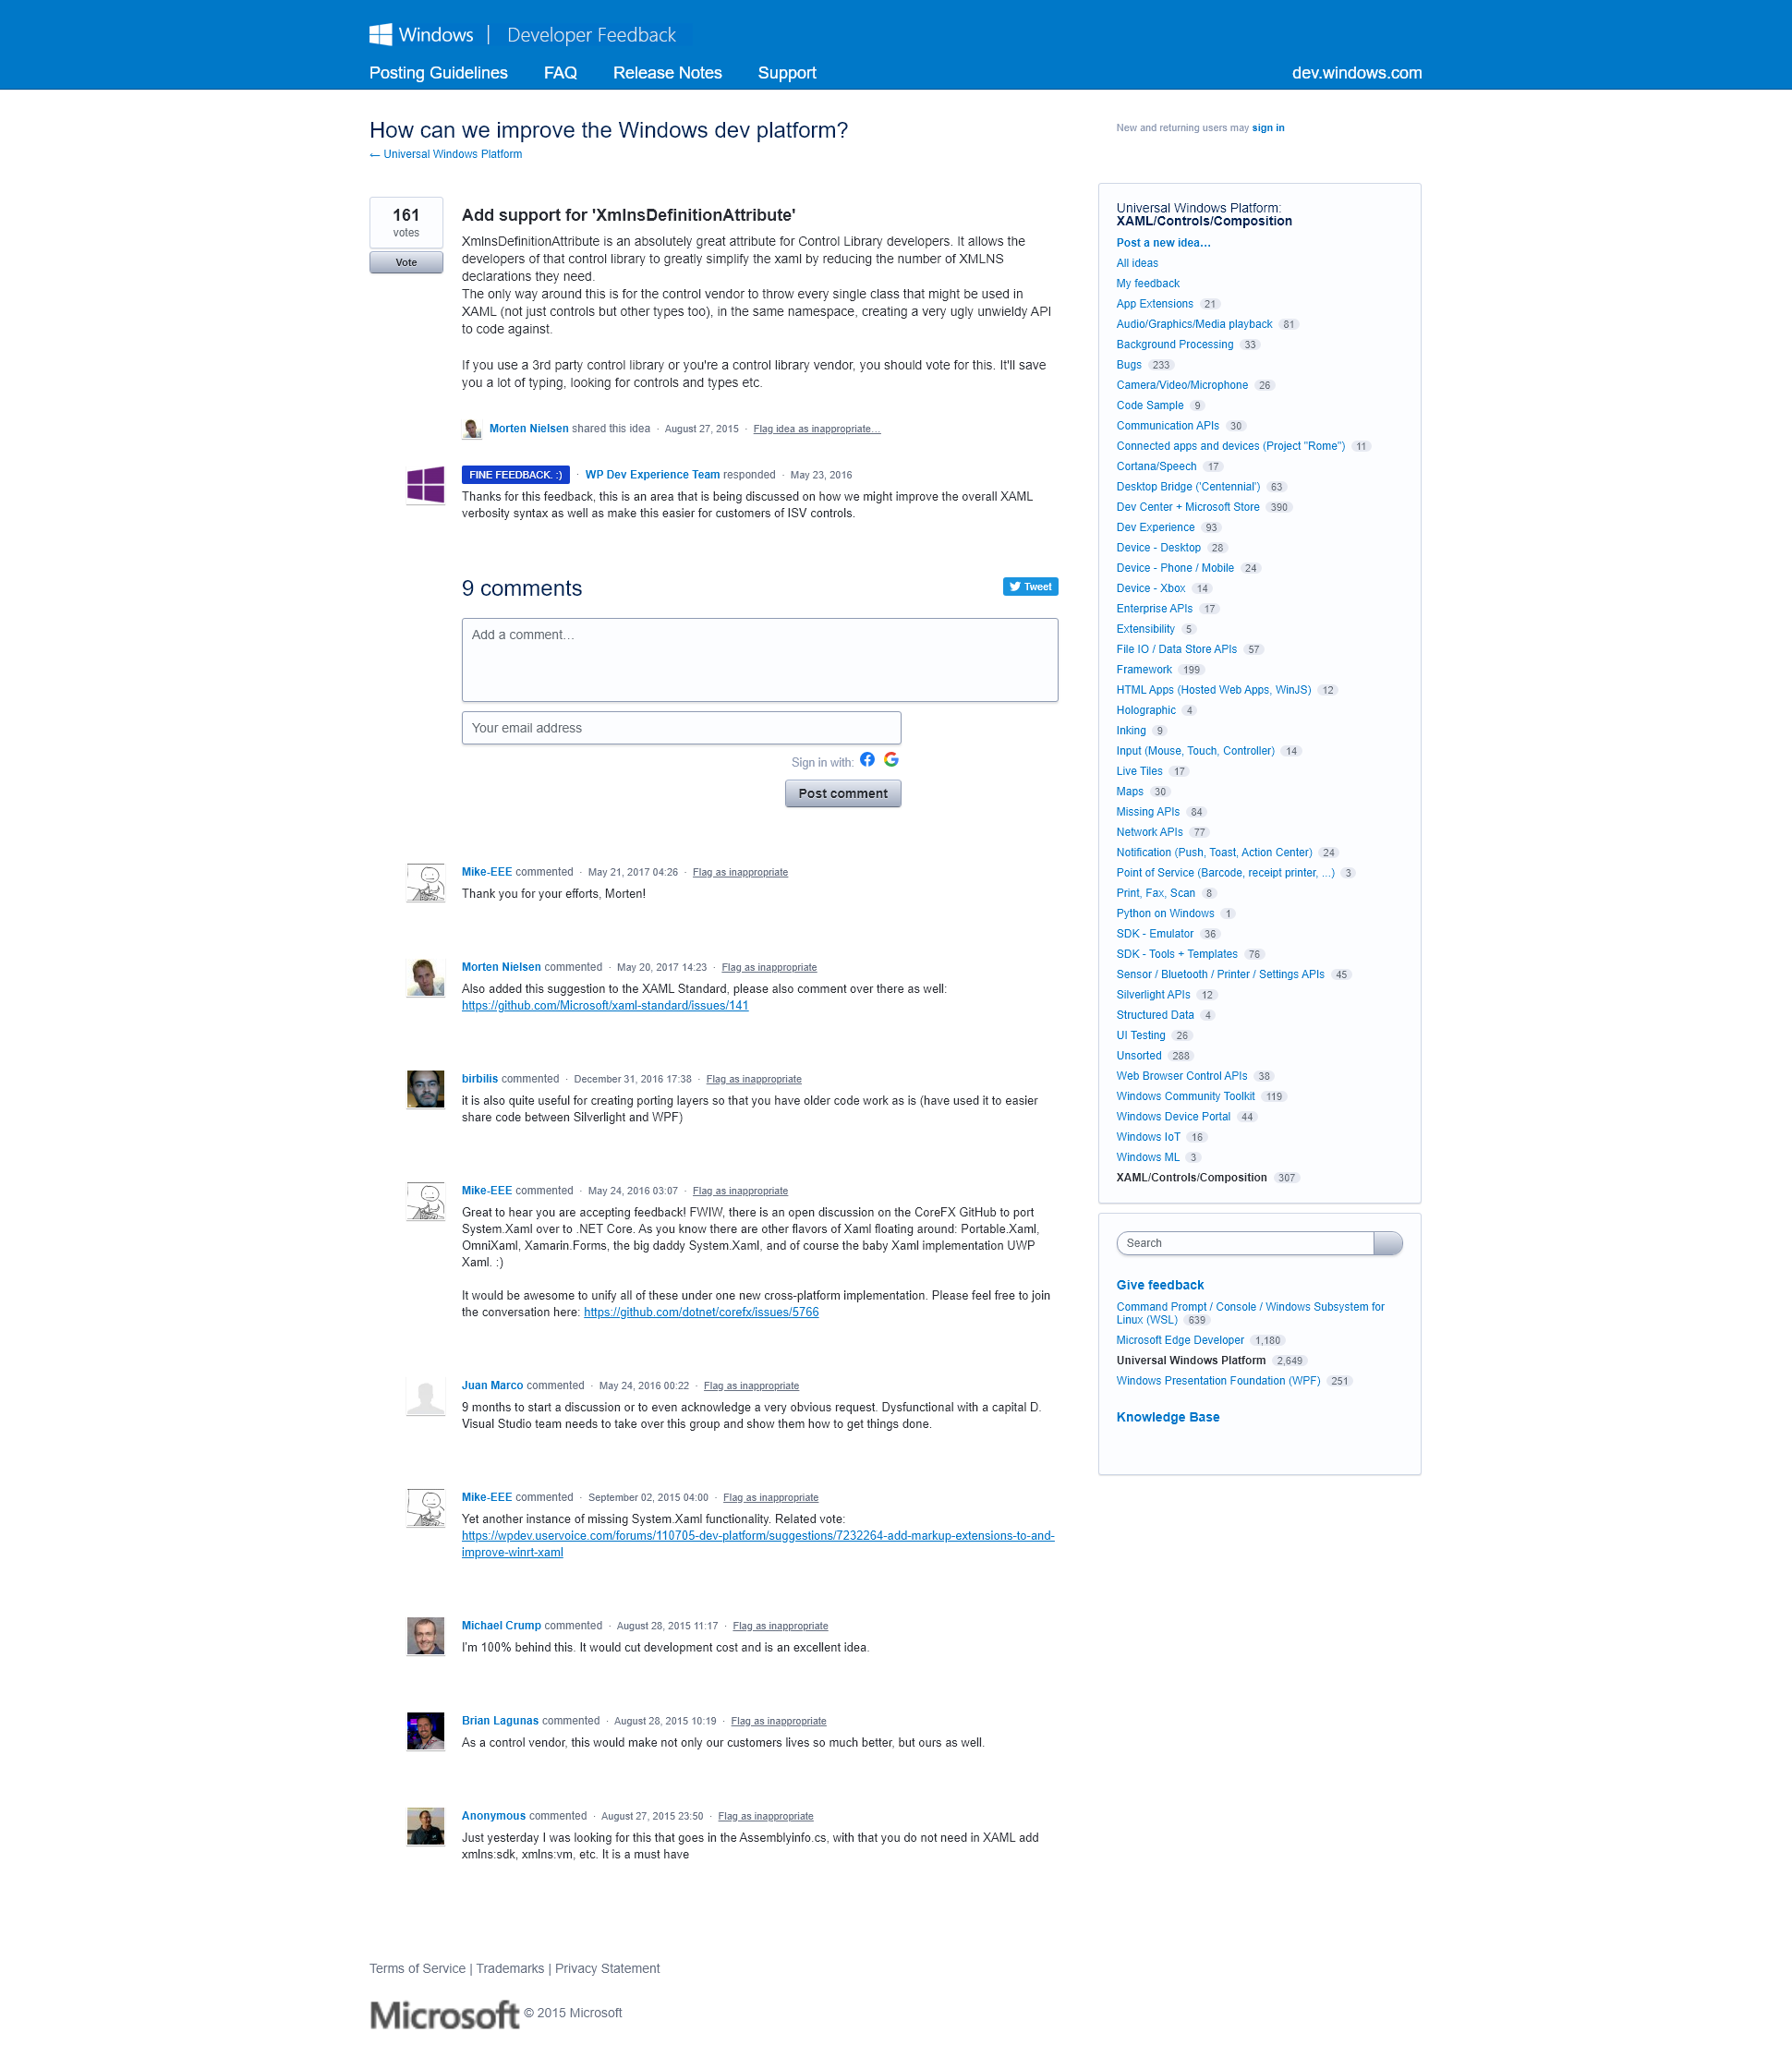 Windows | Developer Feedback
Posting Guidelines FAQ Release Notes Support dev.windows.com
How can we improve the Windows dev platform?
← Universal Windows Platform
New and returning users may sign in
161
votes
Vote
Add support for 'XmlnsDefinitionAttribute'
XmlnsDefinitionAttribute is an absolutely great attribute for Control Library developers. It allows the
developers of that control library to greatly simplify the xaml by reducing the number of XMLNS
declarations they need.
The only way around this is for the control vendor to throw every single class that might be used in
XAML (not just controls but other types too), in the same namespace, creating a very ugly unwieldy API
to code against.
If you use a 3rd party control library or you're a control library vendor, you should vote for this. It'll save
you a lot of typing, looking for controls and types etc.
Morten Nielsen shared this idea · August 27, 2015 · Flag idea as inappropriate…
FINE FEEDBACK. :) · WP Dev Experience Team responded · May 23, 2016
Thanks for this feedback, this is an area that is being discussed on how we might improve the overall XAML
verbosity syntax as well as make this easier for customers of ISV controls.
9 comments
Tweet
Add a comment…
Your email address
Sign in with:
Post comment
Mike-EEE commented · May 21, 2017 04:26 · Flag as inappropriate
Thank you for your efforts, Morten!
Morten Nielsen commented · May 20, 2017 14:23 · Flag as inappropriate
Also added this suggestion to the XAML Standard, please also comment over there as well:
https://github.com/Microsoft/xaml-standard/issues/141
birbilis commented · December 31, 2016 17:38 · Flag as inappropriate
it is also quite useful for creating porting layers so that you have older code work as is (have used it to easier
share code between Silverlight and WPF)
Mike-EEE commented · May 24, 2016 03:07 · Flag as inappropriate
Great to hear you are accepting feedback! FWIW, there is an open discussion on the CoreFX GitHub to port
System.Xaml over to .NET Core. As you know there are other flavors of Xaml floating around: Portable.Xaml,
OmniXaml, Xamarin.Forms, the big daddy System.Xaml, and of course the baby Xaml implementation UWP
Xaml. :)
It would be awesome to unify all of these under one new cross-platform implementation. Please feel free to join
the conversation here: https://github.com/dotnet/corefx/issues/5766
Juan Marco commented · May 24, 2016 00:22 · Flag as inappropriate
9 months to start a discussion or to even acknowledge a very obvious request. Dysfunctional with a capital D.
Visual Studio team needs to take over this group and show them how to get things done.
Mike-EEE commented · September 02, 2015 04:00 · Flag as inappropriate
Yet another instance of missing System.Xaml functionality. Related vote:
https://wpdev.uservoice.com/forums/110705-dev-platform/suggestions/7232264-add-markup-extensions-to-and-
improve-winrt-xaml
Michael Crump commented · August 28, 2015 11:17 · Flag as inappropriate
I'm 100% behind this. It would cut development cost and is an excellent idea.
Brian Lagunas commented · August 28, 2015 10:19 · Flag as inappropriate
As a control vendor, this would make not only our customers lives so much better, but ours as well.
Anonymous commented · August 27, 2015 23:50 · Flag as inappropriate
Just yesterday I was looking for this that goes in the Assemblyinfo.cs, with that you do not need in XAML add
xmlns:sdk, xmlns:vm, etc. It is a must have
Universal Windows Platform:
XAML/Controls/Composition
Post a new idea…
All ideas
My feedback
App Extensions 21
Audio/Graphics/Media playback 81
Background Processing 33
Bugs 233
Camera/Video/Microphone 26
Code Sample 9
Communication APIs 30
Connected apps and devices (Project "Rome") 11
Cortana/Speech 17
Desktop Bridge ('Centennial') 63
Dev Center + Microsoft Store 390
Dev Experience 93
Device - Desktop 28
Device - Phone / Mobile 24
Device - Xbox 14
Enterprise APIs 17
Extensibility 5
File IO / Data Store APIs 57
Framework 199
HTML Apps (Hosted Web Apps, WinJS) 12
Holographic 4
Inking 9
Input (Mouse, Touch, Controller) 14
Live Tiles 17
Maps 30
Missing APIs 84
Network APIs 77
Notification (Push, Toast, Action Center) 24
Point of Service (Barcode, receipt printer, ...) 3
Print, Fax, Scan 8
Python on Windows 1
SDK - Emulator 36
SDK - Tools + Templates 76
Sensor / Bluetooth / Printer / Settings APIs 45
Silverlight APIs 12
Structured Data 4
UI Testing 26
Unsorted 288
Web Browser Control APIs 38
Windows Community Toolkit 119
Windows Device Portal 44
Windows IoT 16
Windows ML 3
XAML/Controls/Composition 307
Search
Give feedback
Command Prompt / Console / Windows Subsystem for
Linux (WSL) 639
Microsoft Edge Developer 1,180
Universal Windows Platform 2,649
Windows Presentation Foundation (WPF) 251
Knowledge Base
Terms of Service | Trademarks | Privacy Statement
Microsoft © 2015 Microsoft